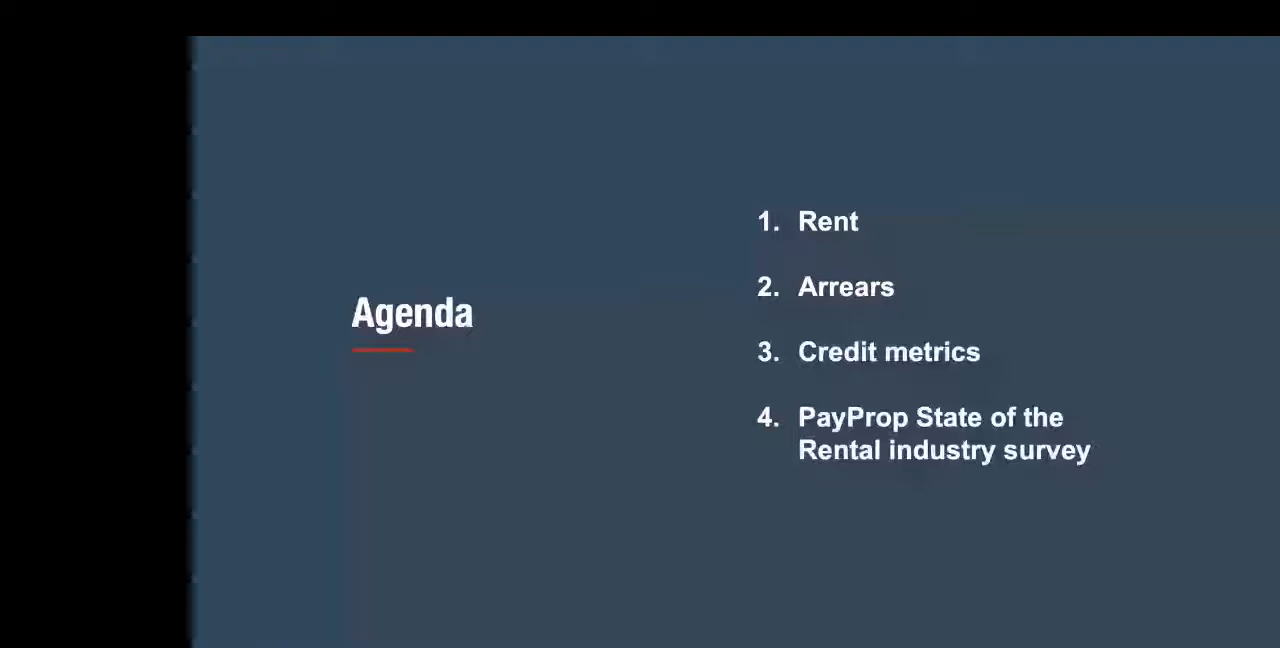 Agenda
1. Rent
2. Arrears
3. Credit metrics
4. PayProp State of the
Rental industry survey